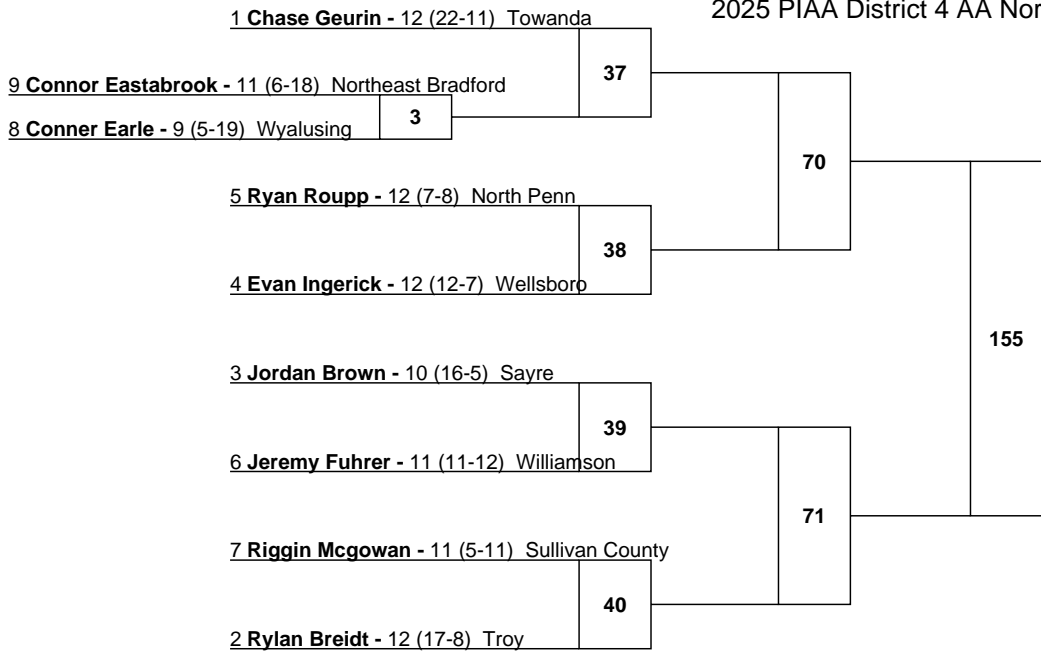 1 Chase Geurin - 12 (22-11) Towanda
2025 PIAA District 4 AA Nor
37
9 Connor Eastabrook - 11 (6-18) Northeast Bradford
3
8 Conner Earle - 9 (5-19) Wyalusing
70
5 Ryan Roupp - 12 (7-8) North Penn
38
4 Evan Ingerick - 12 (12-7) Wellsboro
155
3 Jordan Brown - 10 (16-5) Sayre
39
6 Jeremy Fuhrer - 11 (11-12) Williamson
71
7 Riggin Mcgowan - 11 (5-11) Sullivan County
40
2 Rylan Breidt - 12 (17-8) Troy